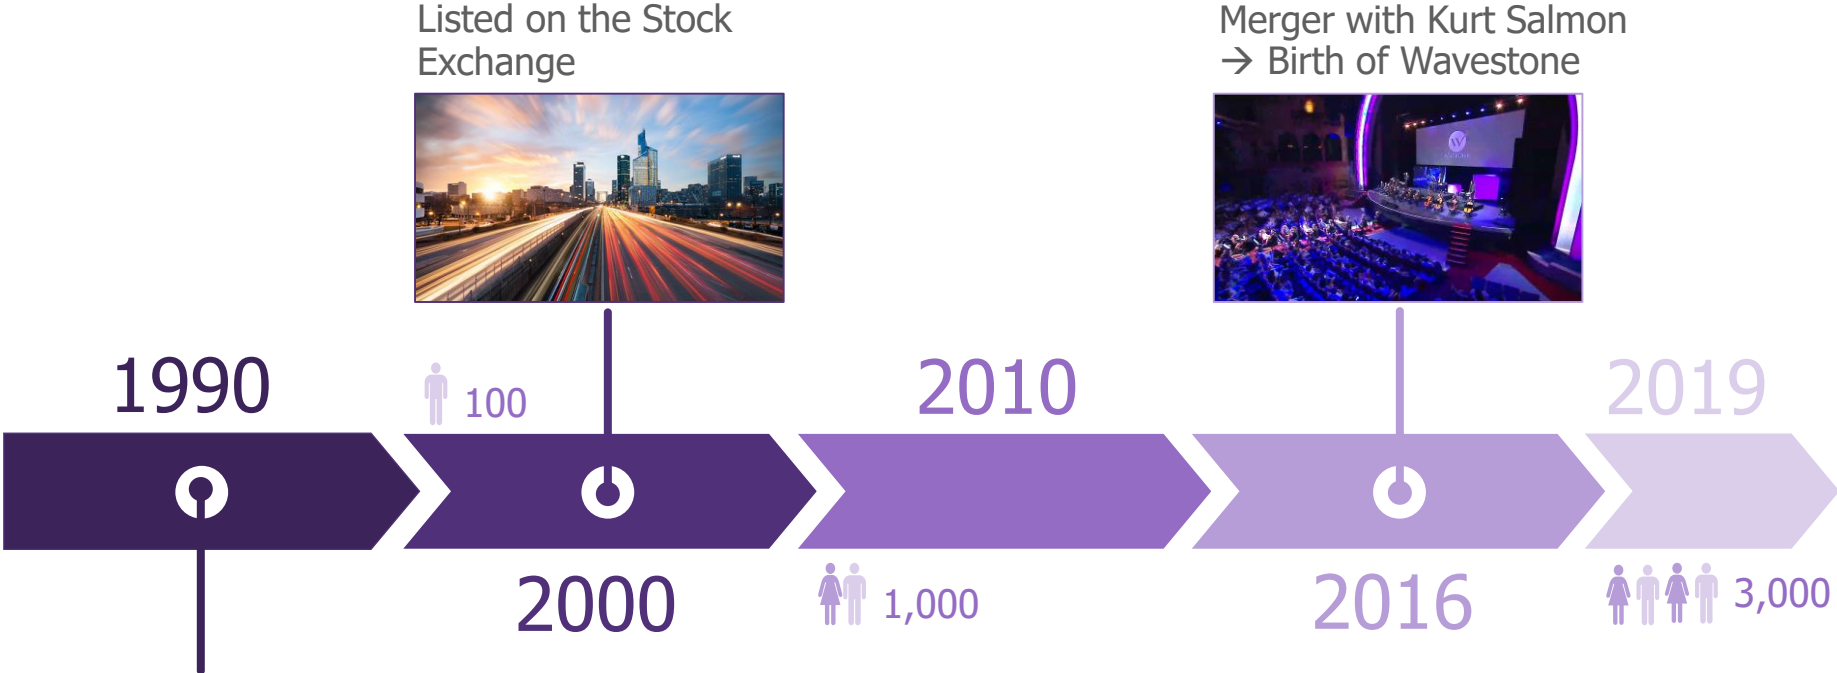 Listed on the Stock
Exchange
Merger with Kurt Salmon
→ Birth of Wavestone
W
1990
100
2010
2019
2000
1,000
2016
3,000